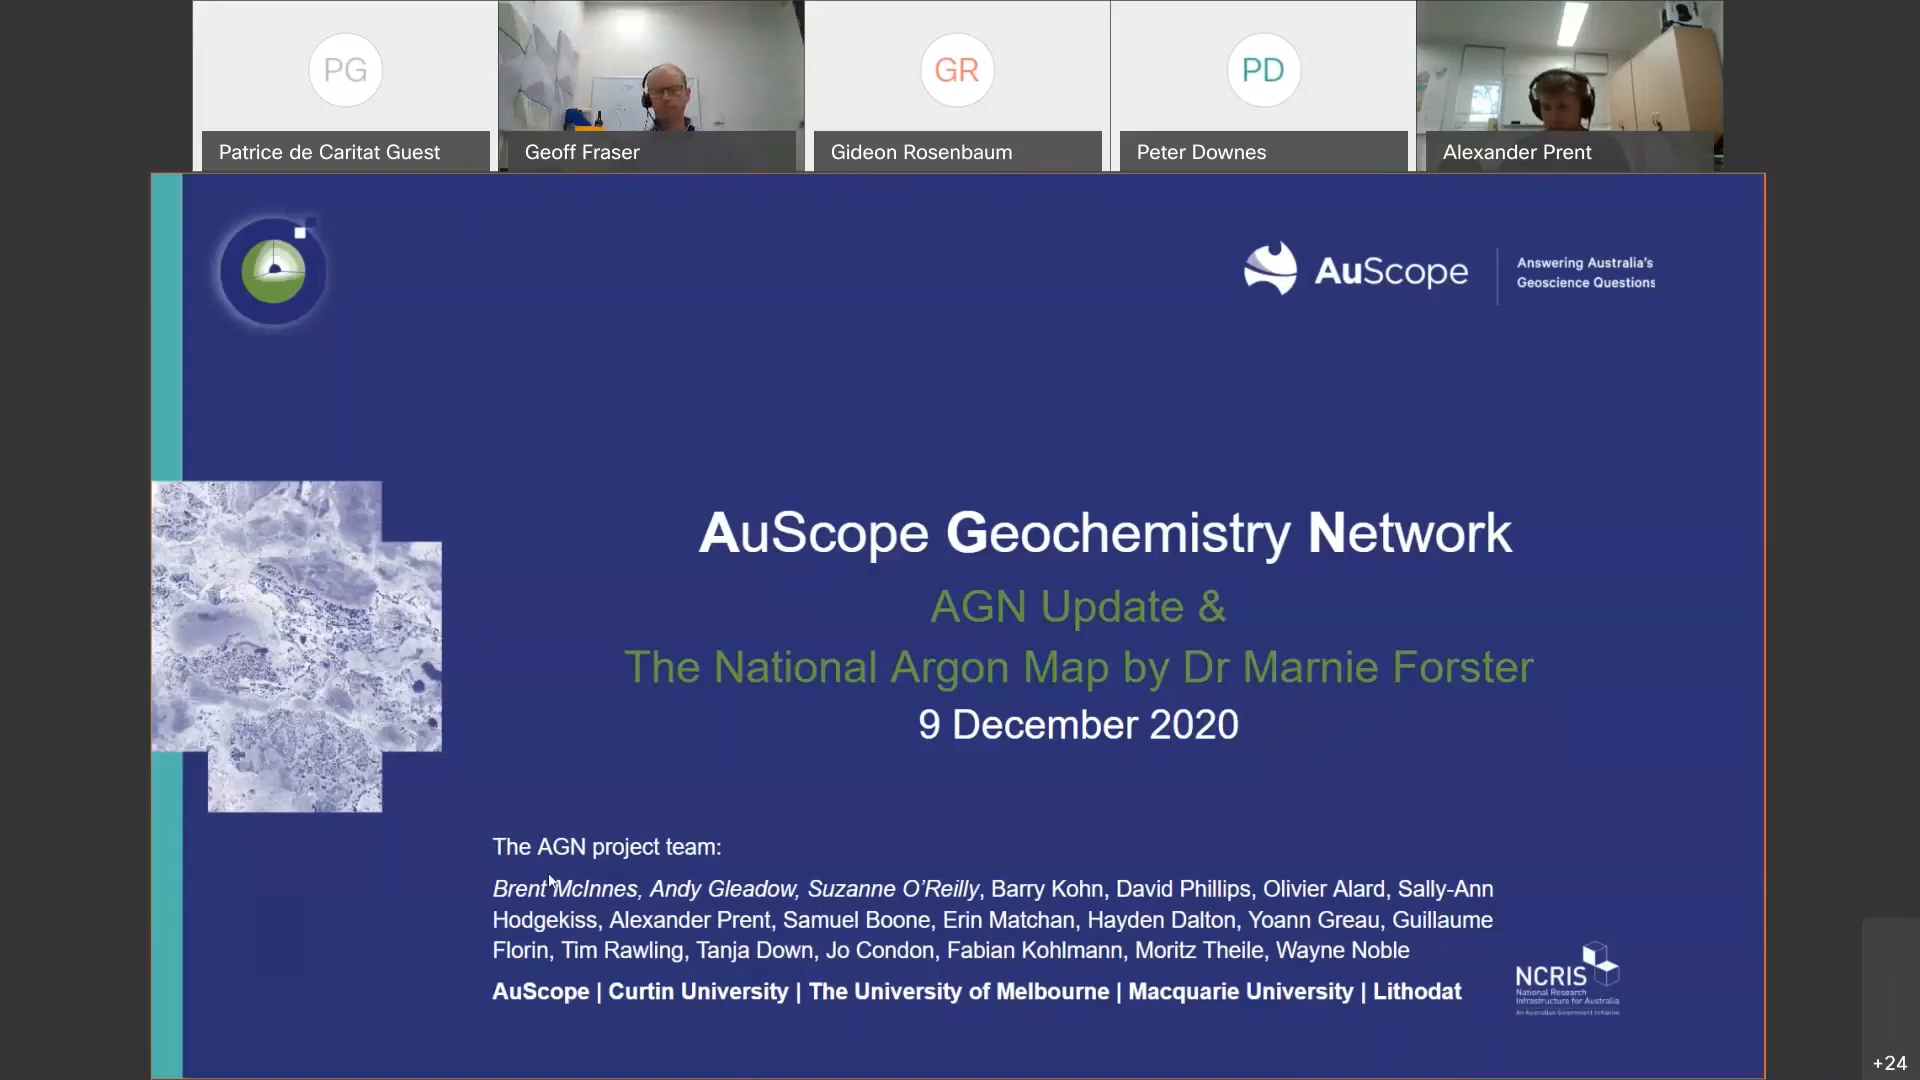 PG
GR
PD
Patrice de Caritat Guest
Geoff Fraser
Gideon Rosenbaum
Peter Downes
Alexander Prent
AuScope
Answering Australia's
Geoscience Questions
AuScope Geochemistry Network
AGN Update &
The National Argon Map by Dr Marnie Forster
9 December 2020
The AGN project team:
Brent McInnes, Andy Gleadow, Suzanne O'Reilly, Barry Kohn, David Phillips, Olivier Alard, Sally-Ann
Hodgekiss, Alexander Prent, Samuel Boone, Erin Matchan, Hayden Dalton, Yoann Greau, Guillaume
Florin, Tim Rawling, Tanja Down, Jo Condon, Fabian Kohlmann, Moritz Theile, Wayne Noble
AuScope | Curtin University | The University of Melbourne | Macquarie University | Lithodat
NCRIS
National Research
Infrastructure for Australia
An Australian Government Initiative
+24